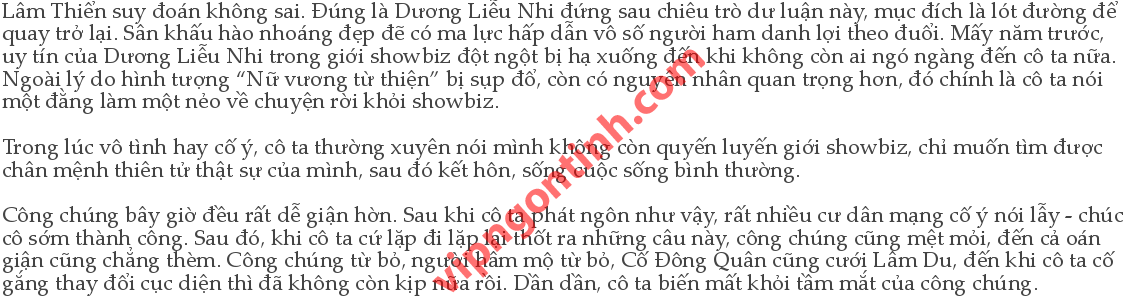 Lâm Thiển suy đoán không sai. Đúng là Dương Liễu Nhi đứng sau chiêu trò dư luận này, mục đích là lót đường để
quay trở lại. Sân khấu hào nhoáng đẹp đẽ có ma lực hấp dẫn vô số người ham danh lợi theo đuổi. Mấy năm trước,
uy tín của Dương Liễu Nhi trong giới showbiz đột ngột bị hạ xuống đến khi không còn ai ngó ngàng đến cô ta nữa.
Ngoài lý do hình tượng “Nữ vương từ thiện” bị sụp đổ, còn có nguyên nhân quan trọng hơn, đó chính là cô ta nói
một đằng làm một nẻo về chuyện rời khỏi showbiz.
Trong lúc vô tình hay cố ý, cô ta thường xuyên nói mình không còn quyến luyến giới showbiz, chỉ muốn tìm được
chân mệnh thiên tử thật sự của mình, sau đó kết hôn, sống cuộc sống bình thường.
Công chúng bây giờ đều rất dễ giận hờn. Sau khi cô ta phát ngôn như vậy, rất nhiều cư dân mạng cố ý nói lẫy - chúc
cô sớm thành công. Sau đó, khi cô ta cứ lặp đi lặp lại thốt ra những câu này, công chúng cũng mệt mỏi, đến cả oán
giận cũng chẳng thèm. Công chúng từ bỏ, người hâm mộ từ bỏ, Cố Đông Quân cũng cưới Lâm Du, đến khi cô ta cố
gắng thay đổi cục diện thì đã không còn kịp nữa rồi. Dần dần, cô ta biến mất khỏi tầm mắt của công chúng.
vipngontinh.com